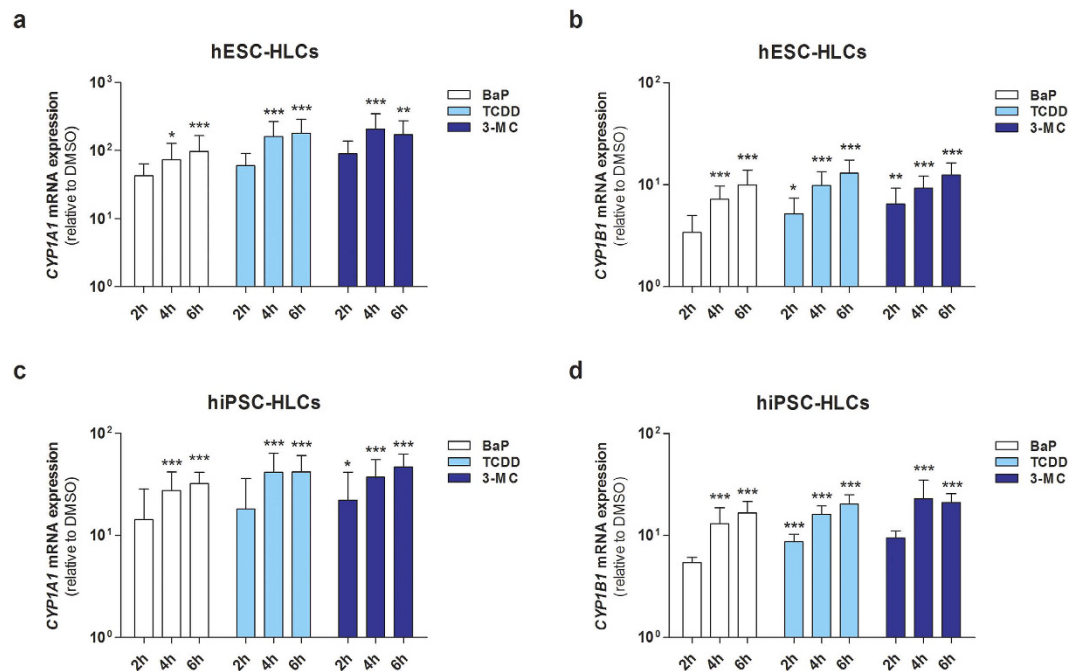 a
hESC-HLCs
CYP1A1 mRNA expression
(relative to DMSO)
10³
10²
10¹
10⁰
* *** *** *** *** **
2h 4h 6h 2h 4h 6h 2h 4h 6h
BaP
TCDD
3-MC
b
hESC-HLCs
CYP1B1 mRNA expression
(relative to DMSO)
10²
10¹
10⁰
*** *** * *** *** ** *** ***
2h 4h 6h 2h 4h 6h 2h 4h 6h
BaP
TCDD
3-MC
c
hiPSC-HLCs
CYP1A1 mRNA expression
(relative to DMSO)
10²
10¹
10⁰
*** *** *** *** * *** ***
2h 4h 6h 2h 4h 6h 2h 4h 6h
BaP
TCDD
3-MC
d
hiPSC-HLCs
CYP1B1 mRNA expression
(relative to DMSO)
10²
10¹
10⁰
*** *** *** *** *** *** ***
2h 4h 6h 2h 4h 6h 2h 4h 6h
BaP
TCDD
3-MC